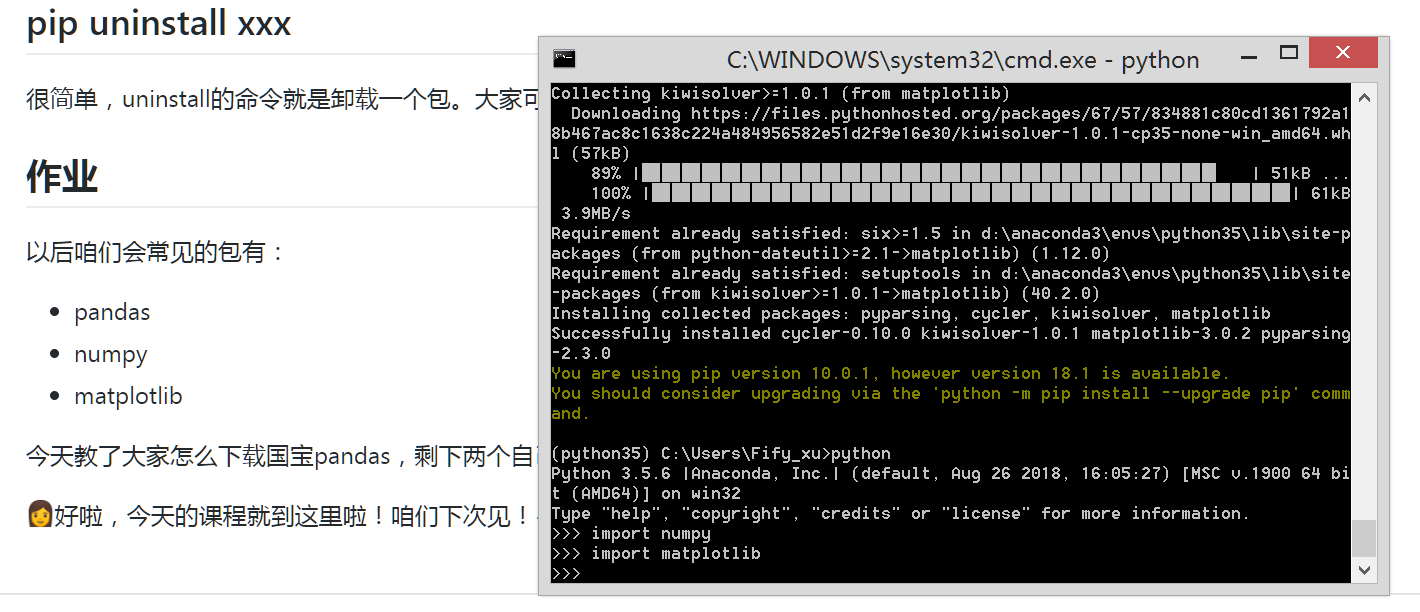 pip uninstall xxx
很简单，uninstall的命令就是卸载一个包。大家可
作业
以后咱们会常见的包有：
pandas
numpy
matplotlib
今天教了大家怎么下载国宝pandas，剩下两个自
👩好啦，今天的课程就到这里啦！咱们下次见！
C:\WINDOWS\system32\cmd.exe - python
Collecting kiwisolver>=1.0.1 (from matplotlib)
Downloading https://files.pythonhosted.org/packages/67/57/834881c80cd1361792a1
8b467ac8c1638c224a484956582e51d2f9e16e30/kiwisolver-1.0.1-cp35-none-win_amd64.wh
l (57kB)
89% | | 51kB ...
100% | | 61kB
3.9MB/s
Requirement already satisfied: six>=1.5 in d:\anaconda3\envs\python35\lib\site-p
ackages (from python-dateutil>=2.1->matplotlib) (1.12.0)
Requirement already satisfied: setuptools in d:\anaconda3\envs\python35\lib\site
-packages (from kiwisolver>=1.0.1->matplotlib) (40.2.0)
Installing collected packages: pyparsing, cycler, kiwisolver, matplotlib
Successfully installed cycler-0.10.0 kiwisolver-1.0.1 matplotlib-3.0.2 pyparsing
-2.3.0
You are using pip version 10.0.1, however version 18.1 is available.
You should consider upgrading via the 'python -m pip install --upgrade pip' comm
and.
(python35) C:\Users\Fify_xu>python
Python 3.5.6 |Anaconda, Inc.| (default, Aug 26 2018, 16:05:27) [MSC v.1900 64 bi
t (AMD64)] on win32
Type "help", "copyright", "credits" or "license" for more information.
>>> import numpy
>>> import matplotlib
>>>